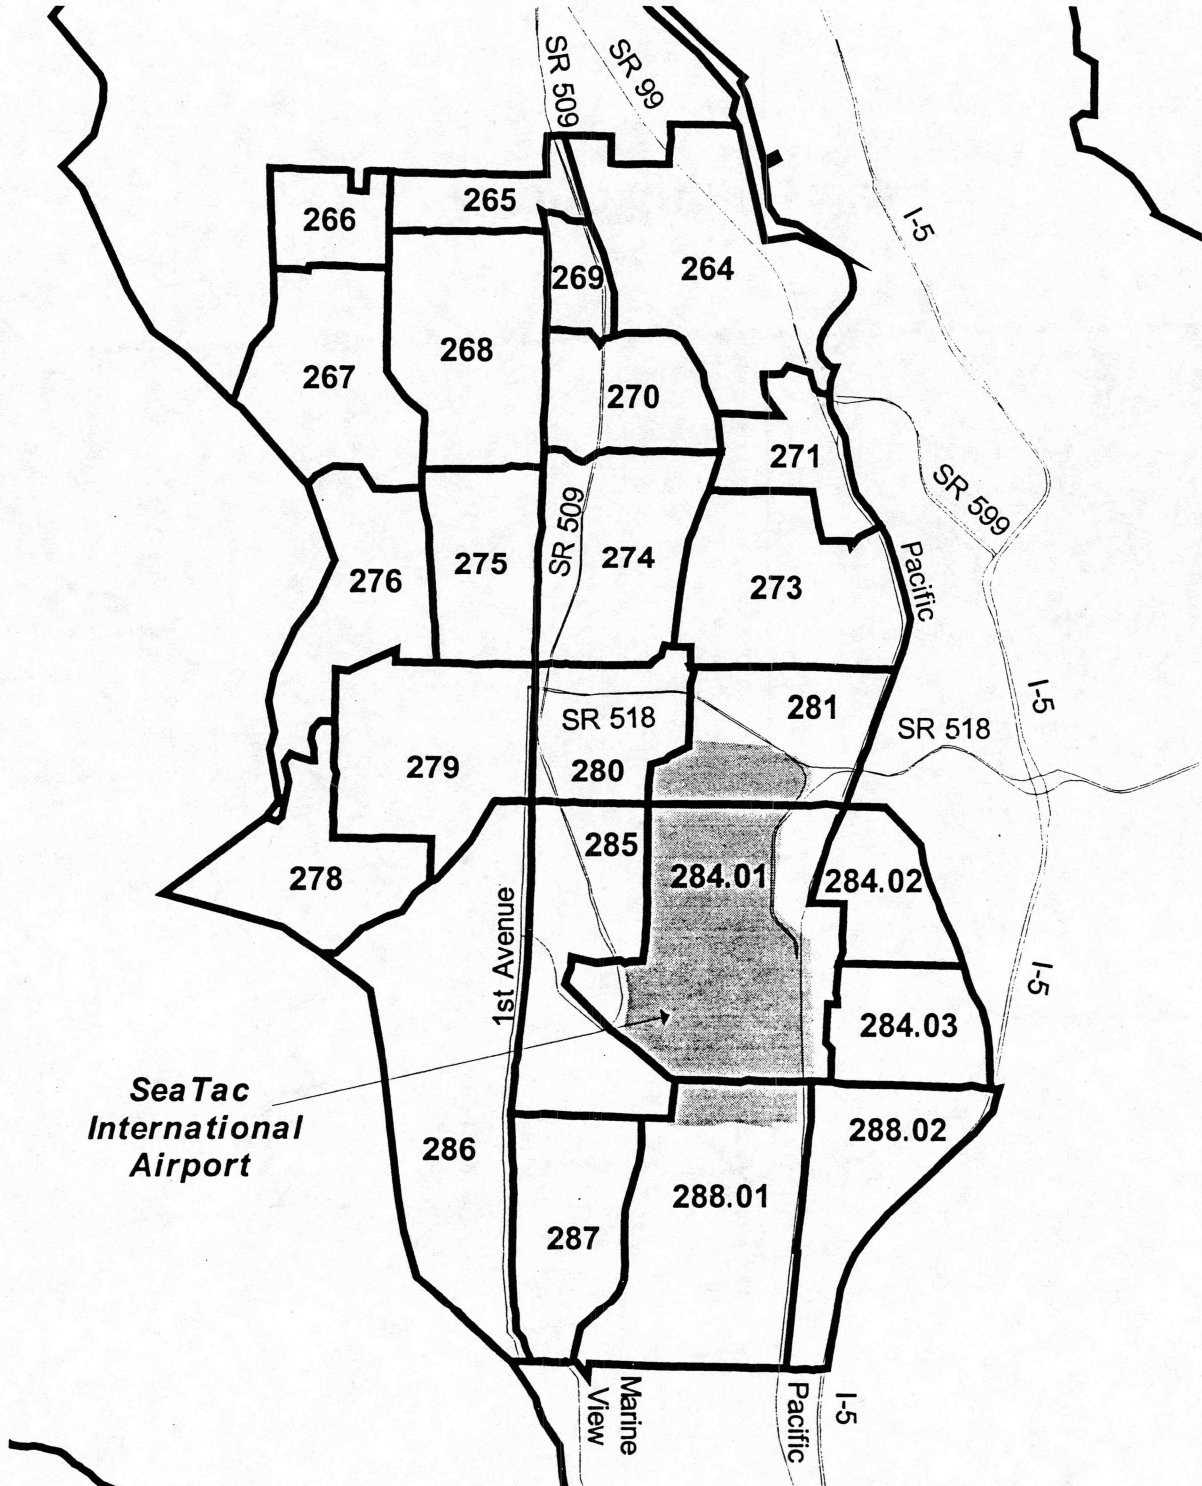 SR 509
SR 99
I-5
266
265
264
269
268
267
270
271
SR 599
SR 509
274
275
276
273
Pacific
I-5
281
SR 518
SR 518
279
280
285
284.01
284.02
278
1st Avenue
I-5
284.03
SeaTac
International
Airport
286
288.02
288.01
287
Marine
View
Pacific
I-5